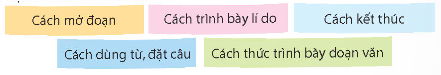 Cách mở đoạn Cách trình bày lí do Cách kết thúc
Cách dùng từ, đặt câu Cách thức trình bày đoạn văn